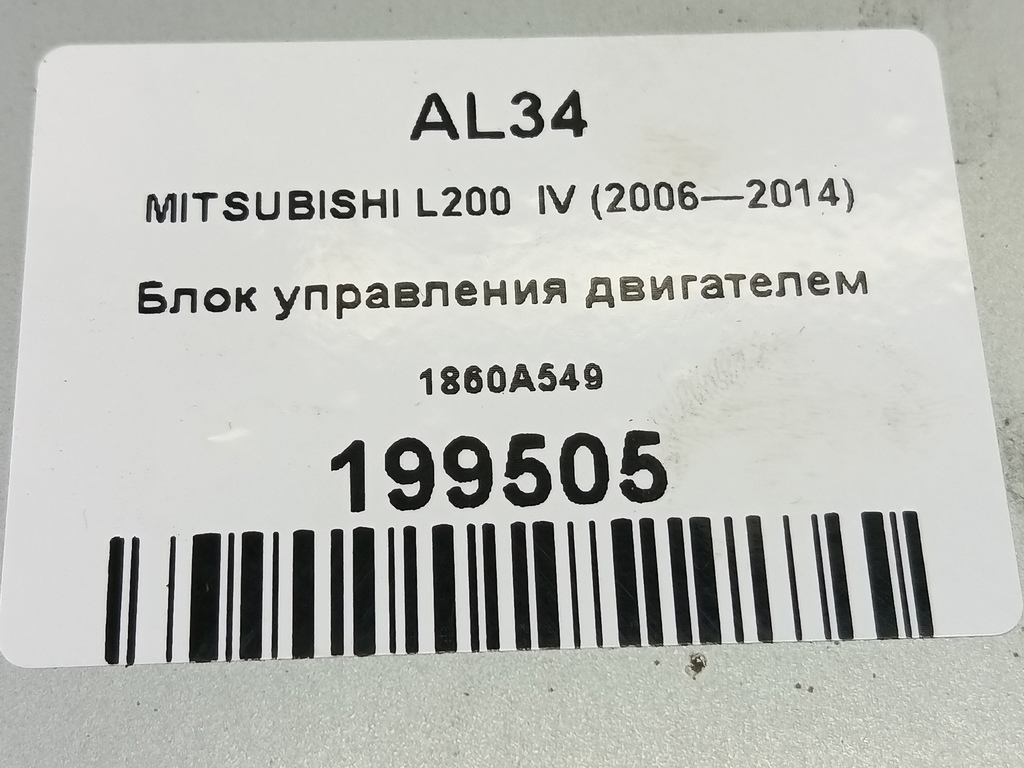 AL34
MITSUBISHI L200 IV (2006—2014)
Блок управления двигателем
1860A549
199505